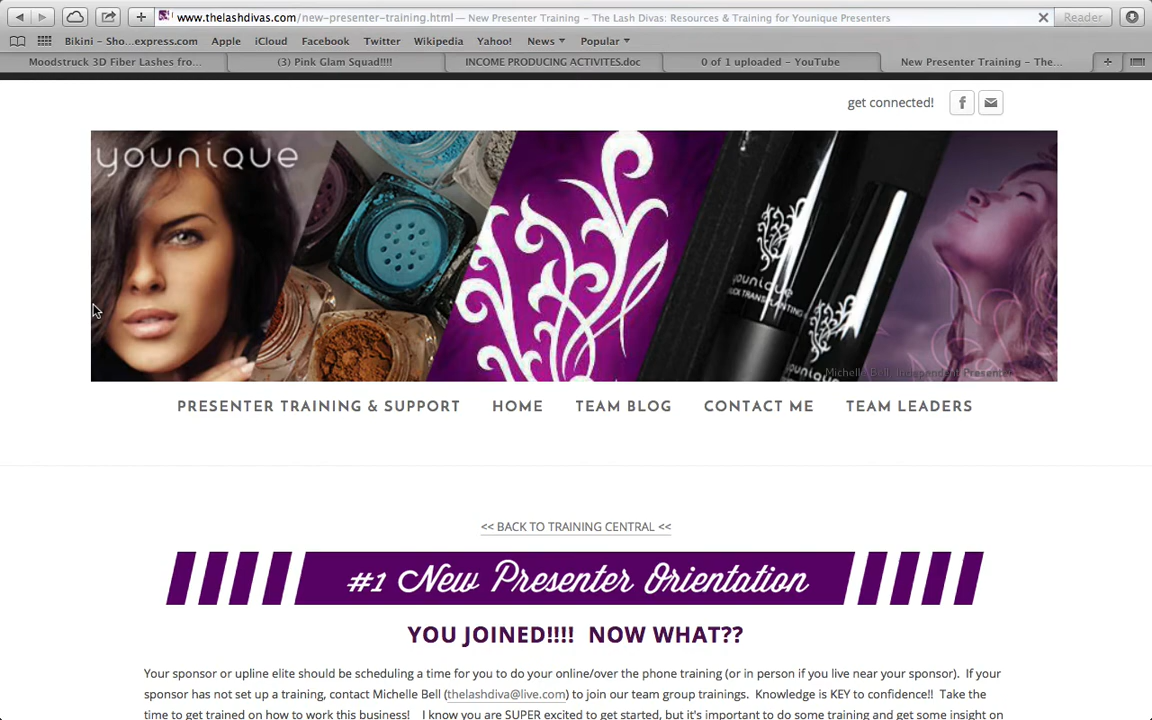 www.thelashdivas.com/new-presenter-training.html — New Presenter Training – The Lash Divas: Resources & Training for Younique Presenters
Reader
Bikini – Sho...express.com Apple iCloud Facebook Twitter Wikipedia Yahoo! News Popular
Moodstruck 3D Fiber Lashes fro... (3) Pink Glam Squad!!!! INCOME PRODUCING ACTIVITES.doc 0 of 1 uploaded – YouTube New Presenter Training – The...
get connected!
younique
younique
younique
Michelle Bell, Independent Presenter
PRESENTER TRAINING & SUPPORT HOME TEAM BLOG CONTACT ME TEAM LEADERS
<< BACK TO TRAINING CENTRAL <<
#1 New Presenter Orientation
YOU JOINED!!!! NOW WHAT??
Your sponsor or upline elite should be scheduling a time for you to do your online/over the phone training (or in person if you live near your sponsor). If your
sponsor has not set up a training, contact Michelle Bell (thelashdiva@live.com) to join our team group trainings. Knowledge is KEY to confidence!! Take the
time to get trained on how to work this business! I know you are SUPER excited to get started, but it's important to do some training and get some insight on